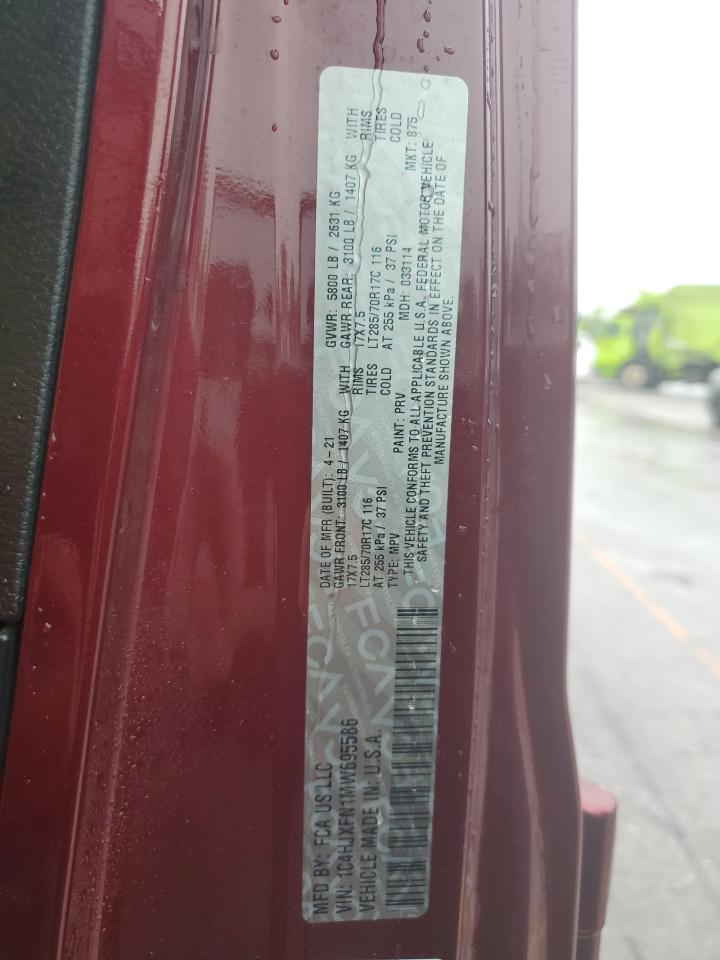 MFD BY: FCA US LLC
DATE OF MFR (BUILT): 4-21
GVWR: 5800 LB / 2631 KG
VIN: 1C4HJXFN1MW695586
GAWR FRONT: 3100 LB / 1407 KG WITH
GAWR REAR: 3100 LB / 1407 KG WITH
VEHICLE MADE IN: U.S.A.
17X7.5 RIMS
17X7.5 RIMS
LT285/70R17C 116 TIRES
LT285/70R17C 116 TIRES
AT 255 kPa / 37 PSI COLD
AT 255 kPa / 37 PSI COLD
TYPE: MPV PAINT: PRV MDH: 033114 MKT: 875
THIS VEHICLE CONFORMS TO ALL APPLICABLE U.S.A. FEDERAL MOTOR VEHICLE
SAFETY AND THEFT PREVENTION STANDARDS IN EFFECT ON THE DATE OF
MANUFACTURE SHOWN ABOVE.